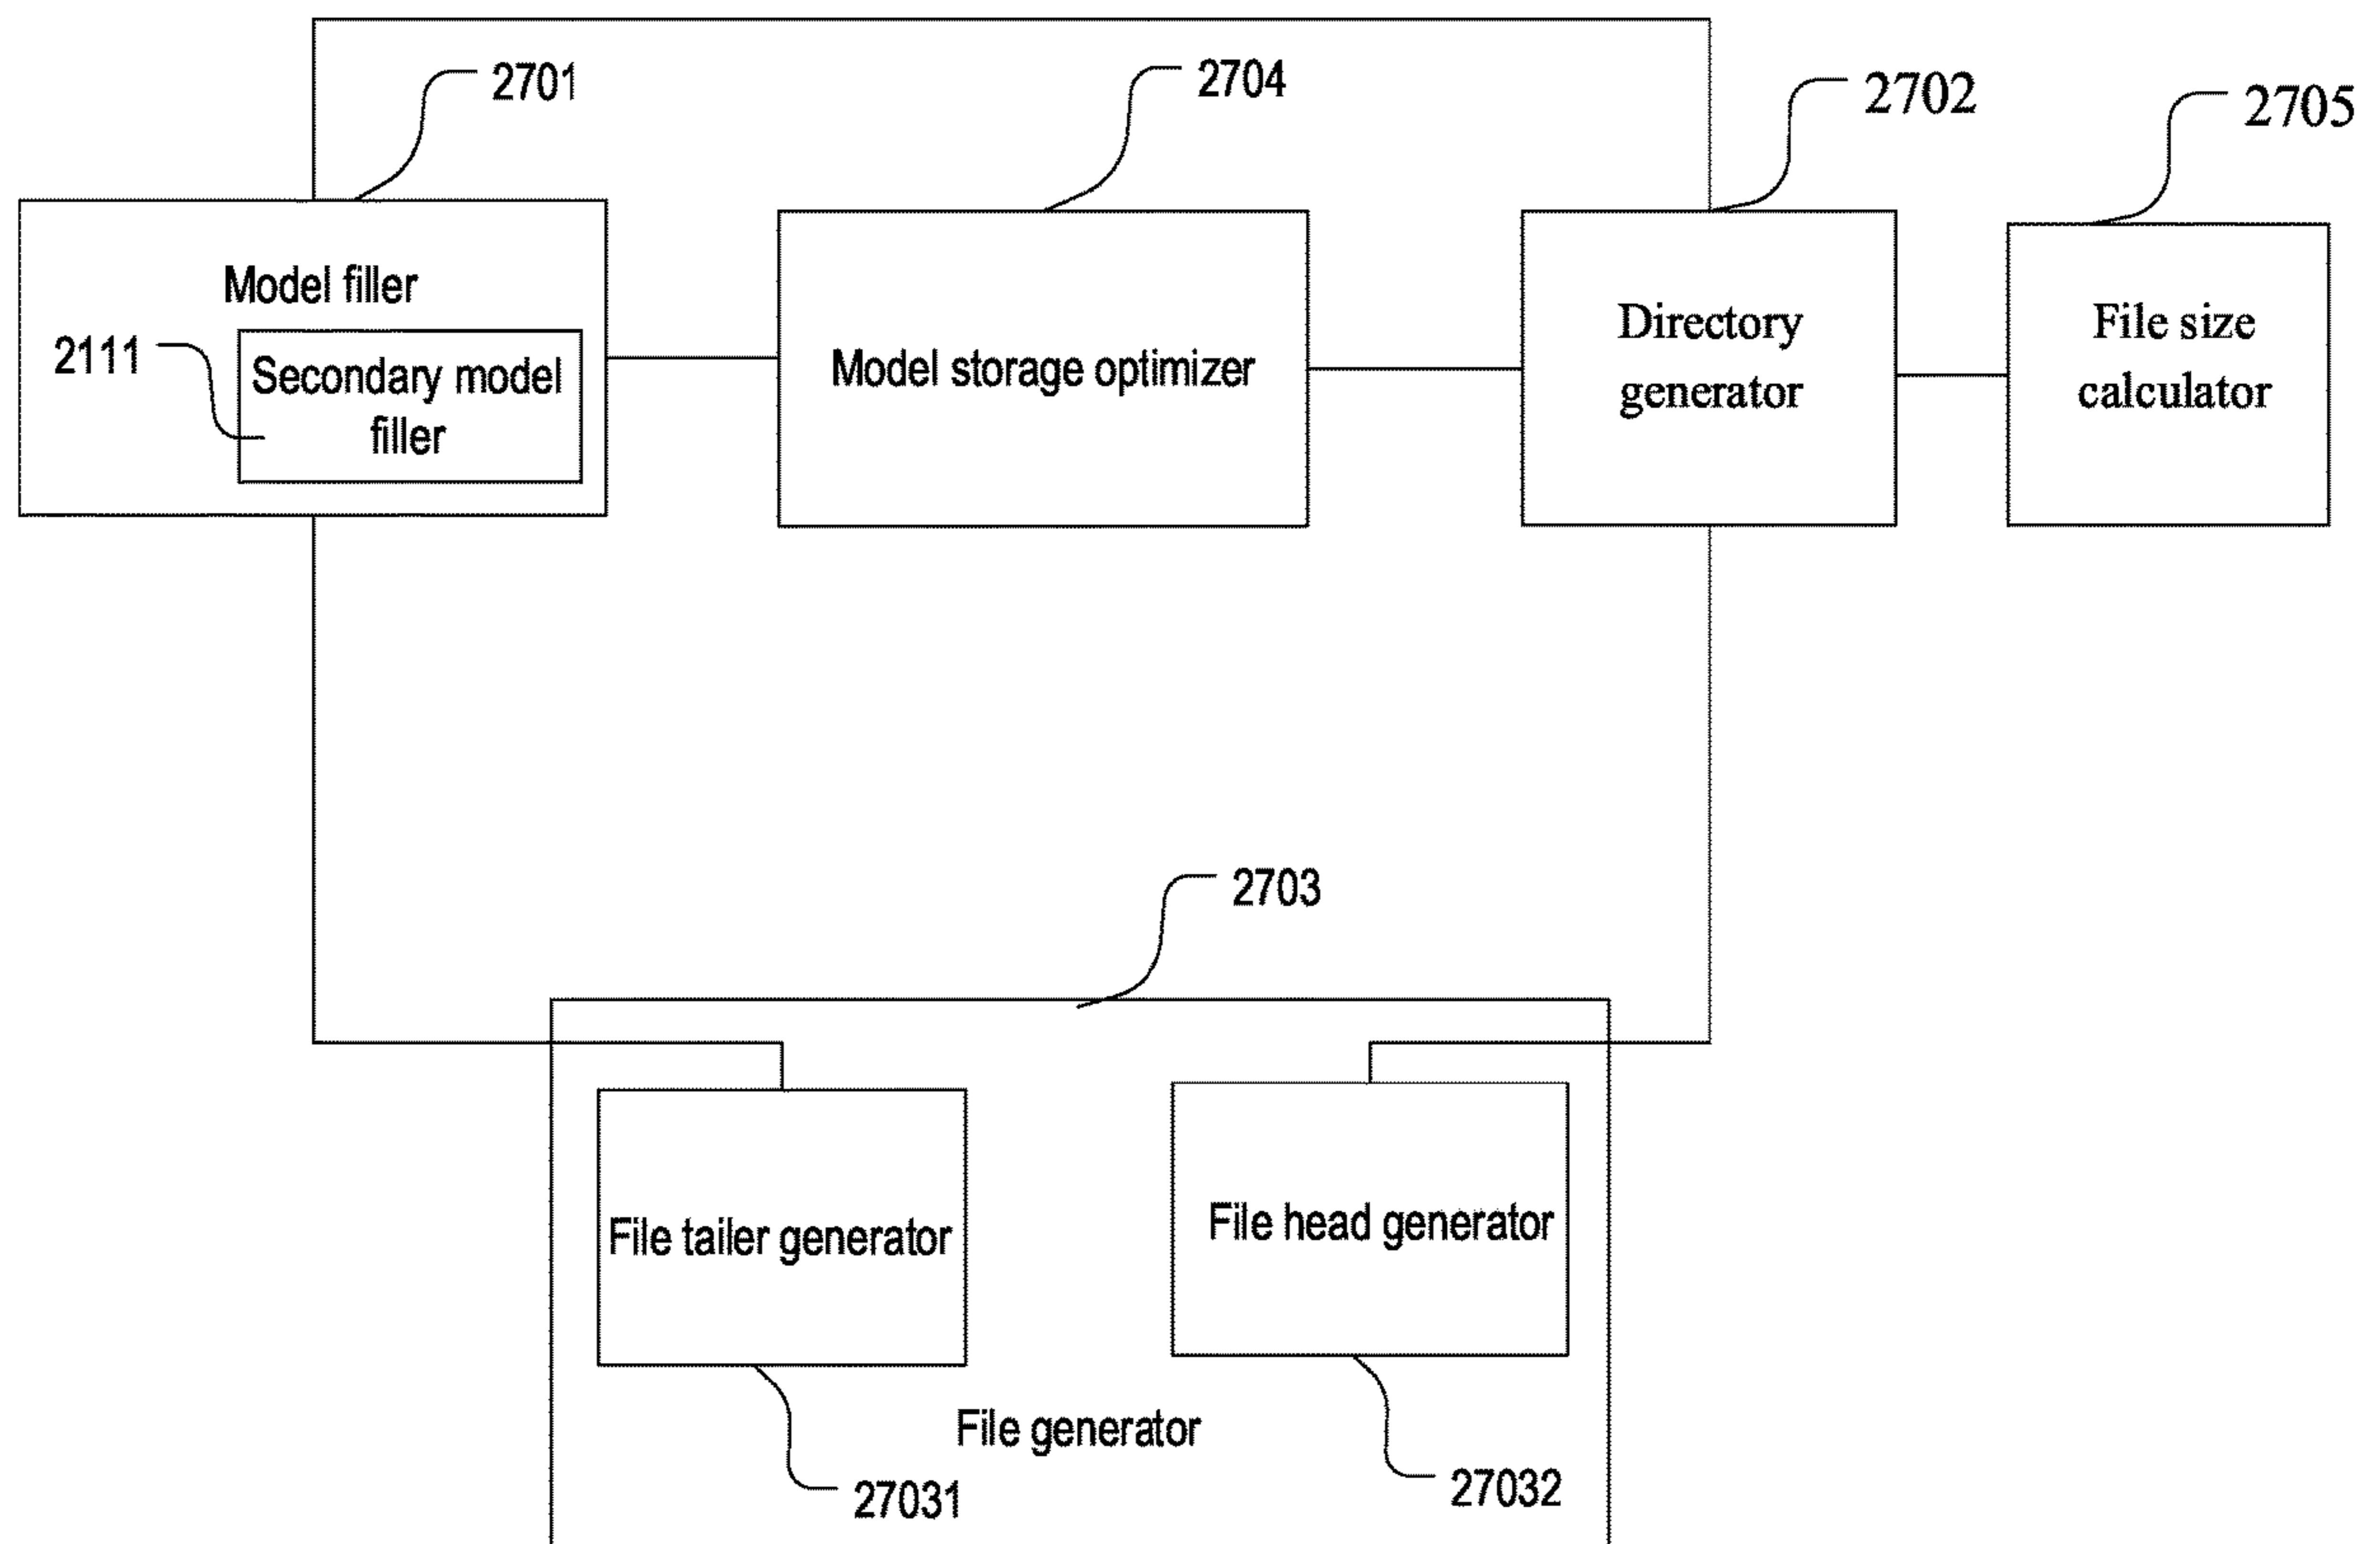 2701
2704
2702
2705
Model filler
2111
Secondary model
filler
Model storage optimizer
Directory
generator
File size
calculator
2703
File tailer generator
File head generator
File generator
27031
27032